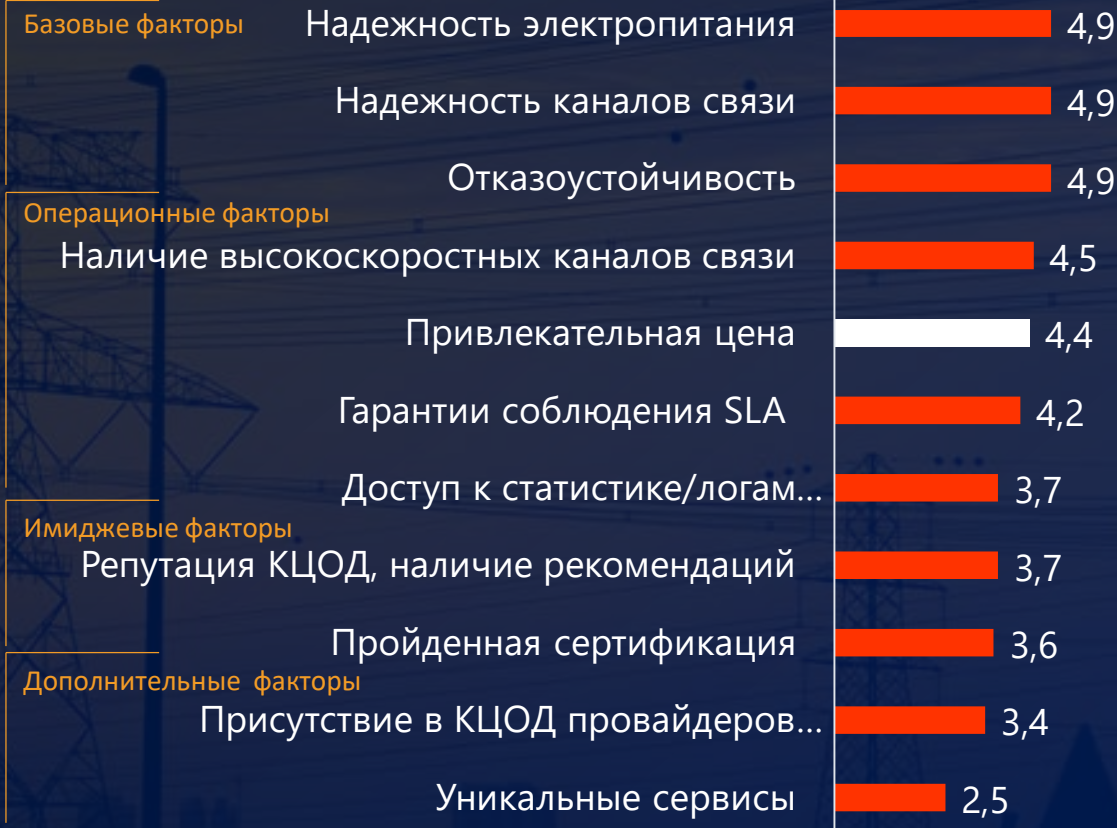 Базовые факторы
Надежность электропитания 4,9
Надежность каналов связи 4,9
Отказоустойчивость 4,9
Операционные факторы
Наличие высокоскоростных каналов связи 4,5
Привлекательная цена 4,4
Гарантии соблюдения SLA 4,2
Доступ к статистике/логам... 3,7
Имиджевые факторы
Репутация КЦОД, наличие рекомендаций 3,7
Пройденная сертификация 3,6
Дополнительные факторы
Присутствие в КЦОД провайдеров... 3,4
Уникальные сервисы 2,5